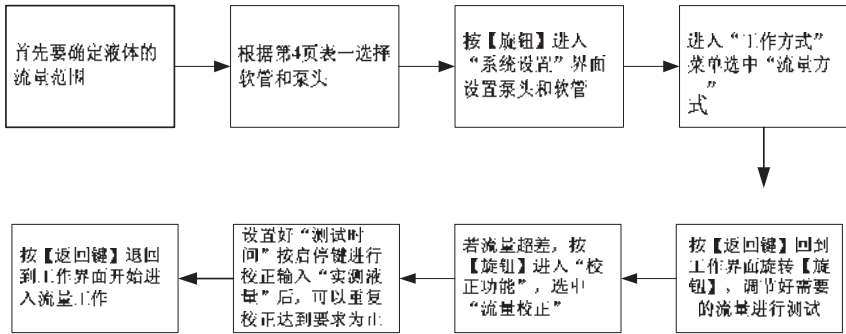 首先要确定液体的
流量范围
根据第4页表一选择
软管和泵头
按【旋钮】进入
“系统设置”界面
设置泵头和软管
进入“工作方式”
菜单选中“流量方
”
式
按【返回键】回到
工作界面旋转【旋
钮】，调节好需要
的流量进行测试
若流量超差，按
【旋钮】进入“校
正功能”，选中
“流量校正”
设置好“测试时
间”按启停键进行
校正输入“实测液
量”后，可以重复
校正达到要求为止
按【返回键】退回
到工作界面开始进
入流量工作